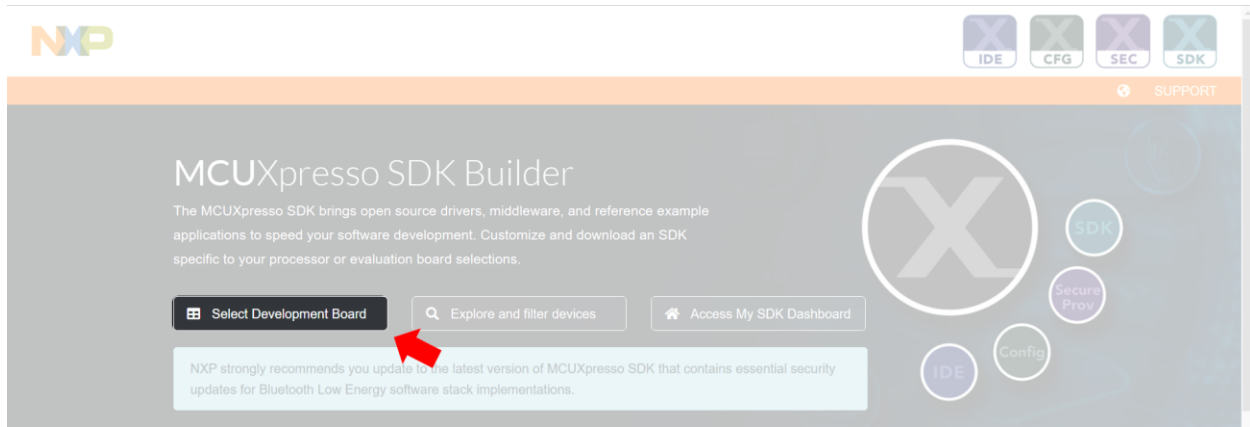 NXP
IDE
CFG
SEC
SDK
SUPPORT
MCUXpresso SDK Builder
The MCUXpresso SDK brings open source drivers, middleware, and reference example
applications to speed your software development. Customize and download an SDK
specific to your processor or evaluation board selections.
Select Development Board
Explore and filter devices
Access My SDK Dashboard
NXP strongly recommends you update to the latest version of MCUXpresso SDK that contains essential security
updates for Bluetooth Low Energy software stack implementations.
X
SDK
Secure
Prov
Config
IDE